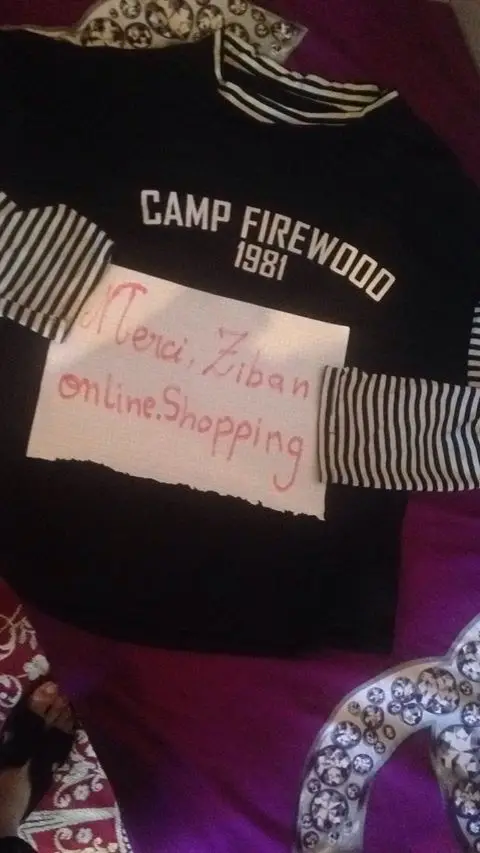 CAMP FIREWOOD
1981
Merci, Ziban
online.Shopping